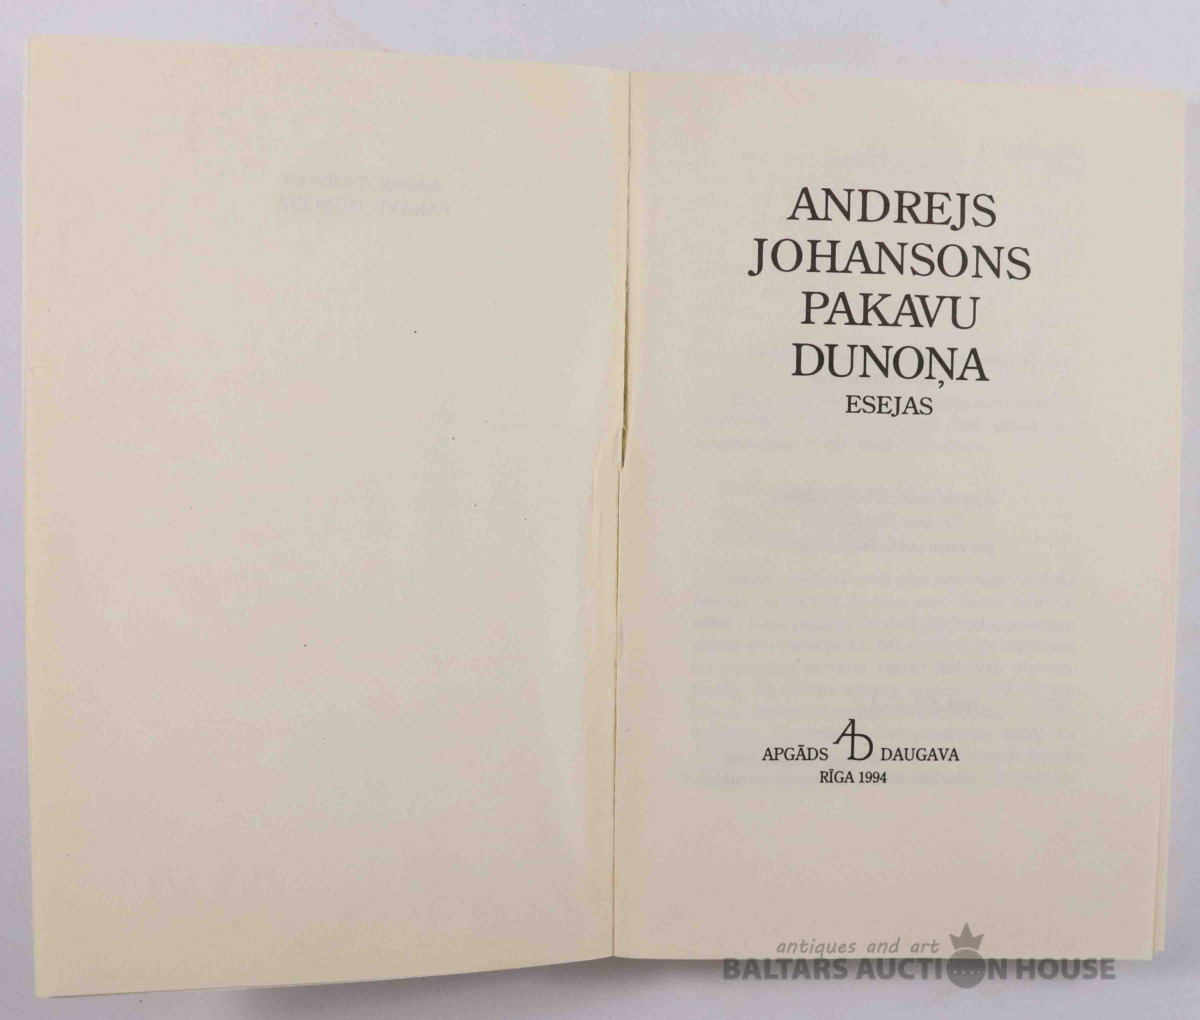 ANDREJS
JOHANSONS
PAKAVU
DUNOŅA
ESEJAS
APGĀDS AD DAUGAVA
RĪGA 1994
antiques and art
BALTARS AUCTION HOUSE